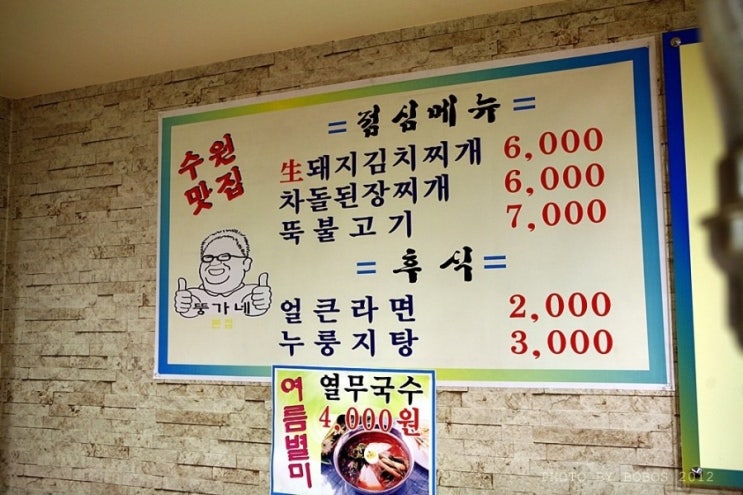 수원
맛집
= 점심메뉴 =
生돼지김치찌개 6,000
차돌된장찌개 6,000
뚝불고기 7,000
= 후식 =
얼큰라면 2,000
누룽지탕 3,000
뚱가네
본점
여름별미
열무국수
4,000원
PHOTO BY BOBOS 2012